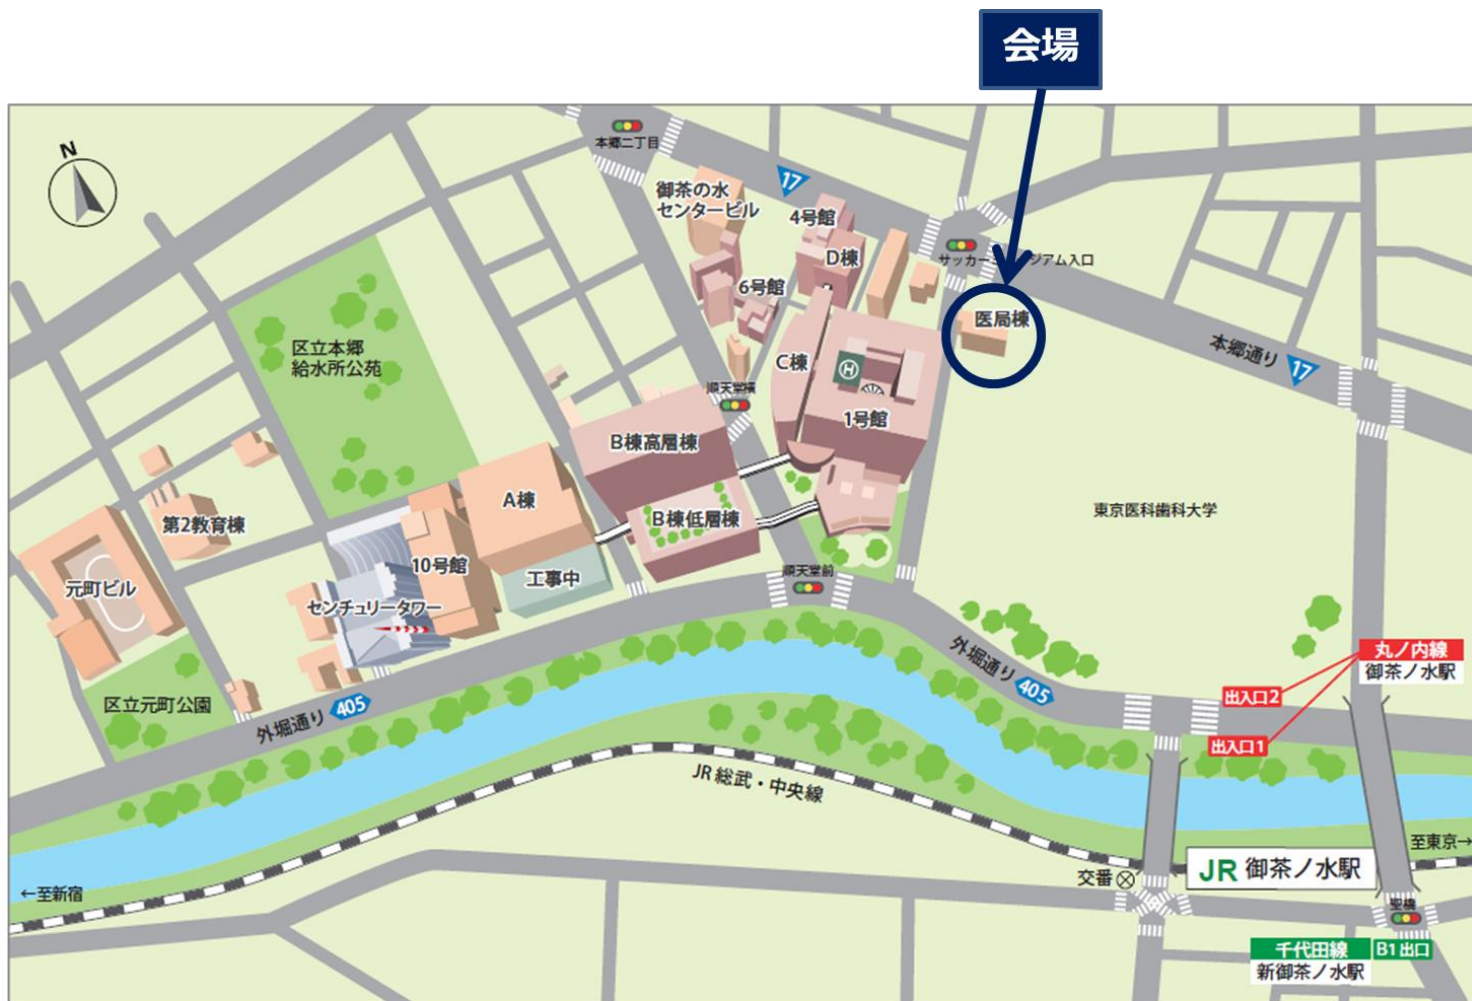 会場
N
本郷二丁目
17
御茶の水
センタービル
4号館
D棟
サッカー
ジアム入口
6号館
医局棟
区立本郷
給水所公苑
C棟
H
本郷通り 17
順天堂横
1号館
B棟高層棟
A棟
第2教育棟
B棟低層棟
東京医科歯科大学
10号館
工事中
順天堂前
元町ビル
センチュリータワー
外堀通り 405
丸ノ内線
御茶ノ水駅
出入口2
区立元町公園
外堀通り 405
出入口1
JR 総武・中央線
至東京→
JR 御茶ノ水駅
交番
←至新宿
聖橋
千代田線 B1出口
新御茶ノ水駅